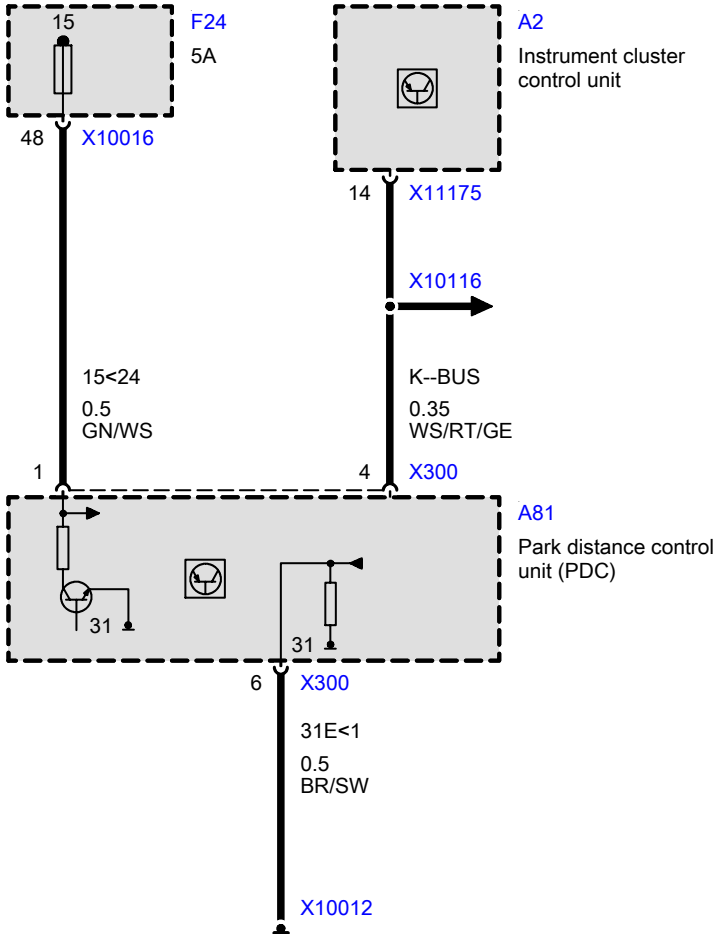 15
F24
5A
A2
Instrument cluster
control unit
48 X10016
14 X11175
X10116
15<24
0.5
GN/WS
K--BUS
0.35
WS/RT/GE
1
4 X300
A81
Park distance control
unit (PDC)
31
31
6 X300
31E<1
0.5
BR/SW
X10012